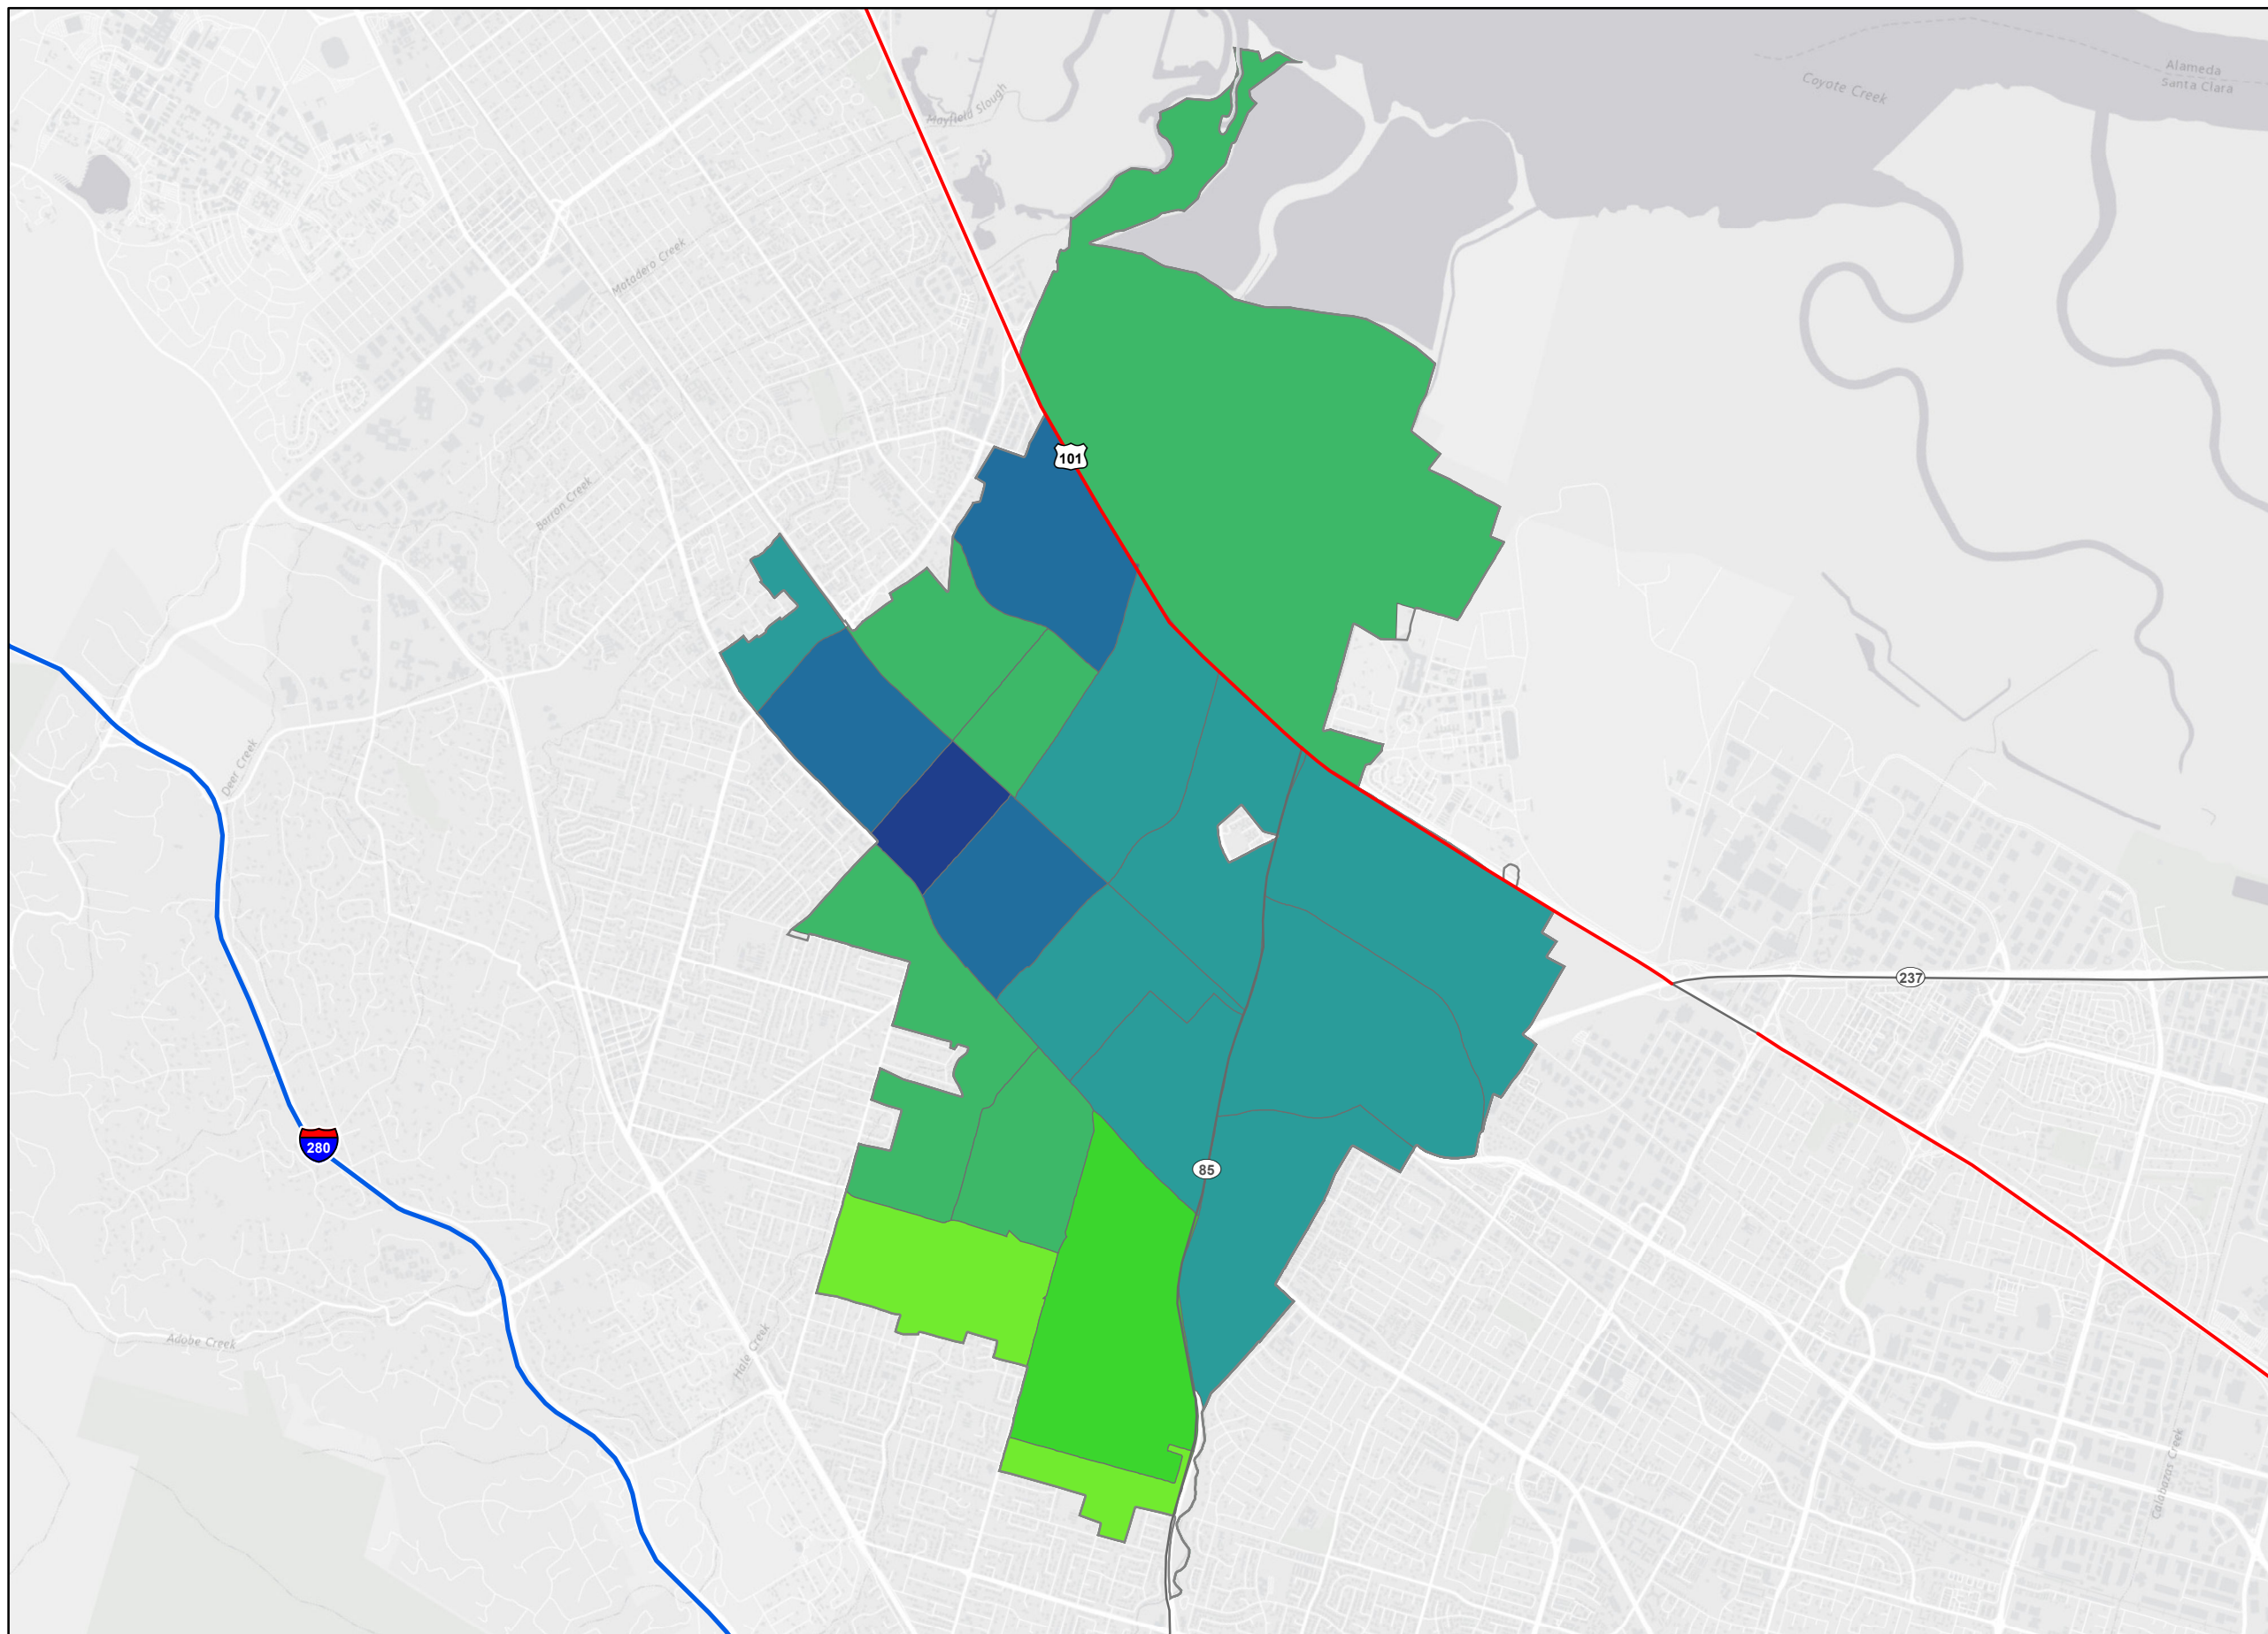 Alameda
Santa Clara
Coyote Creek
Mayfield Slough
Matadero Creek
101
Barron Creek
Deer Creek
237
280
85
Adobe Creek
Hale Creek
Calabazas Creek